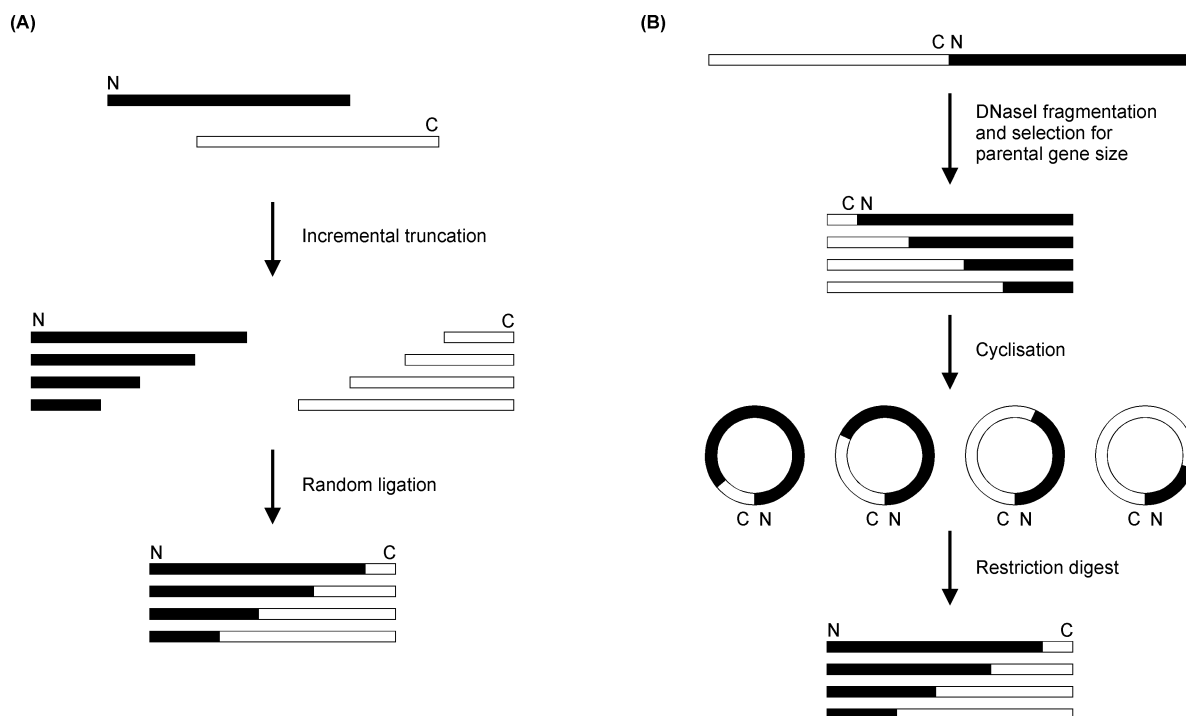 (A)
N
C
Incremental truncation
N
C
Random ligation
N
C
(B)
C N
DNaseI fragmentation
and selection for
parental gene size
C N
Cyclisation
C N
C N
C N
C N
Restriction digest
N
C